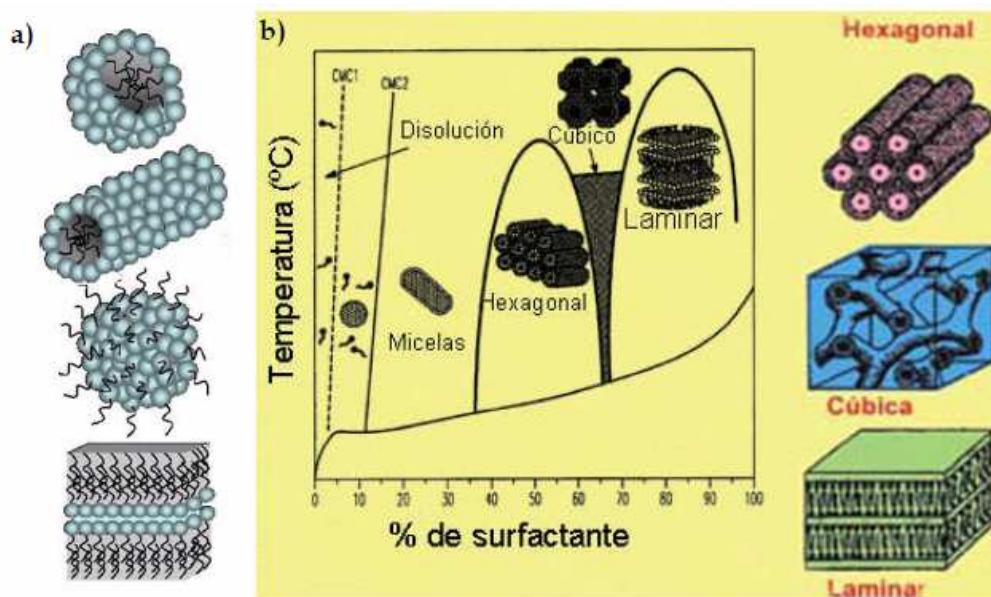 a)
b)
Hexagonal
CMC1
CMC2
Disolución
Cúbico
Laminar
Hexagonal
Micelas
Temperatura (ºC)
0 10 20 30 40 50 60 70 80 90 100
% de surfactante
Cúbica
Laminar